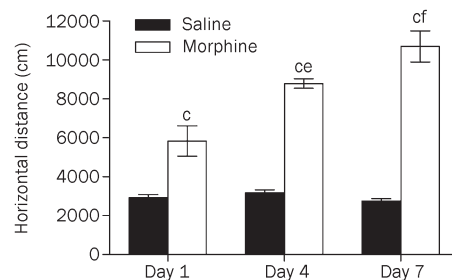 Horizontal distance (cm)
12000
10000
8000
6000
4000
2000
0
Saline
Morphine
c
ce
cf
Day 1
Day 4
Day 7